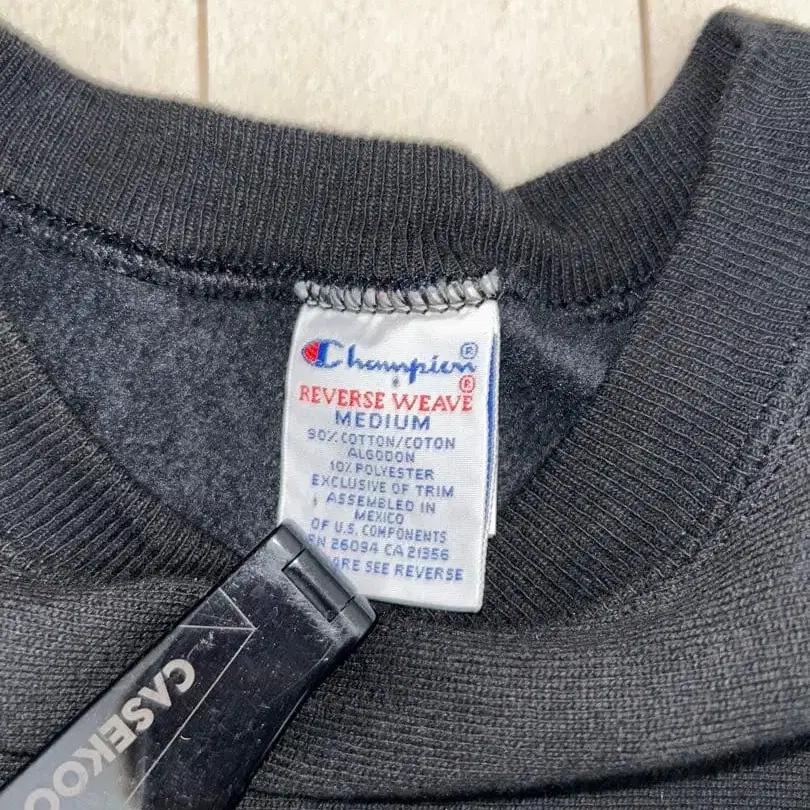 Champion®
REVERSE WEAVE®
MEDIUM
90% COTTON/COTON
ALGODON
10% POLYESTER
EXCLUSIVE OF TRIM
ASSEMBLED IN
MEXICO
OF U.S. COMPONENTS
RN 26094 CA 21356
SEE REVERSE
CASEKOO